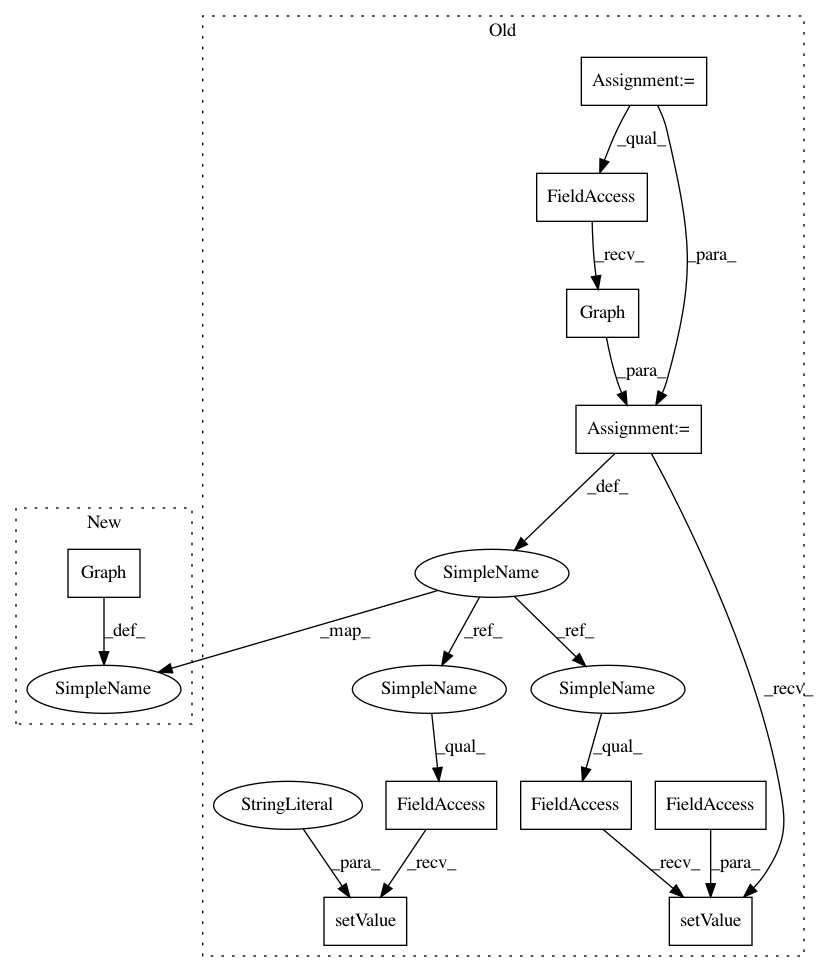 Old
Assignment:=
_qual_
FieldAccess
_recv_
_para_
Graph
_para_
Assignment:=
_def_
New
Graph
SimpleName
_def_
_map_
_ref_
_ref_
SimpleName
SimpleName
SimpleName
_recv_
_qual_
_qual_
StringLiteral
FieldAccess
FieldAccess
FieldAccess
_para_
_recv_
_recv_
_para_
setValue
setValue